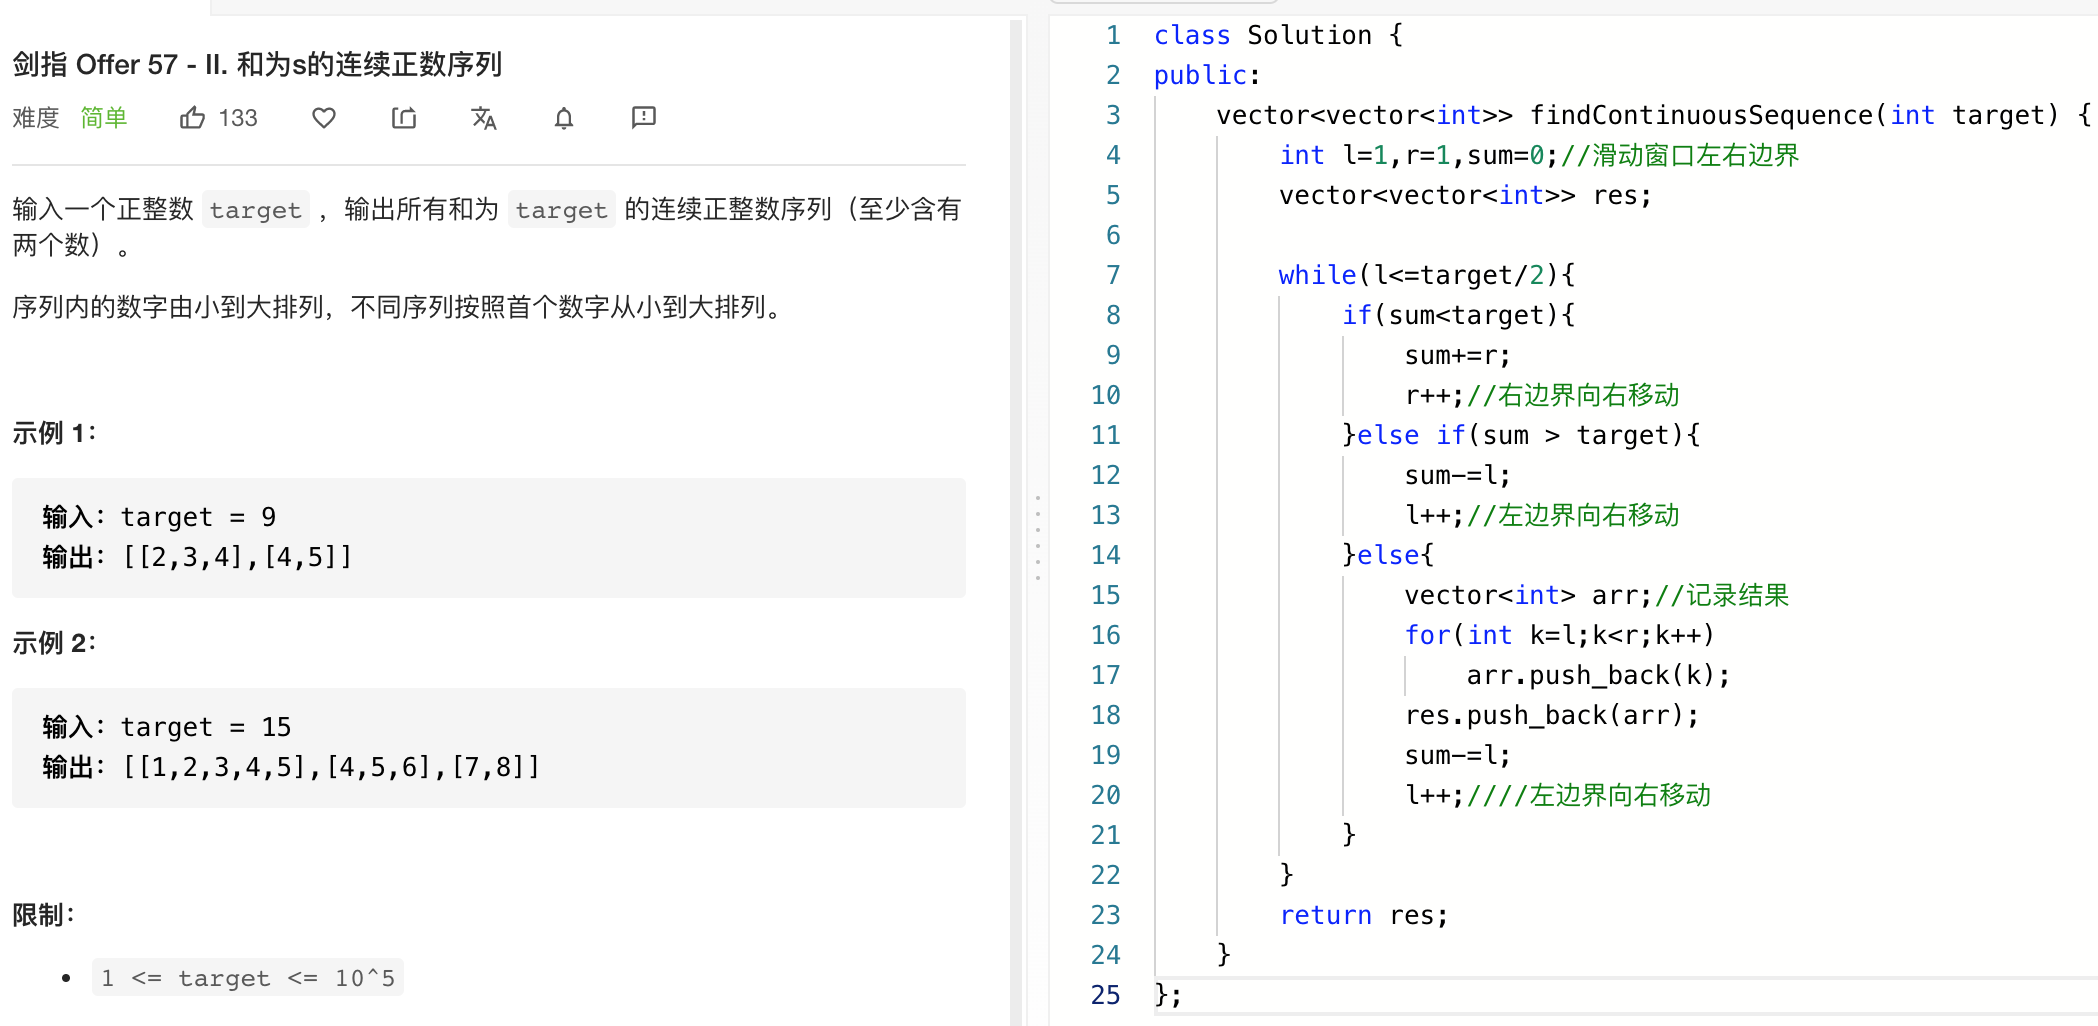 剑指 Offer 57 - II. 和为s的连续正数序列
难度 简单 133
输入一个正整数 target ，输出所有和为 target 的连续正整数序列（至少含有
两个数）。
序列内的数字由小到大排列，不同序列按照首个数字从小到大排列。
示例 1：
输入：target = 9
输出：[[2,3,4],[4,5]]
示例 2：
输入：target = 15
输出：[[1,2,3,4,5],[4,5,6],[7,8]]
限制：
• 1 <= target <= 10^5
1 class Solution {
2 public:
3     vector<vector<int>> findContinuousSequence(int target) {
4         int l=1,r=1,sum=0;//滑动窗口左右边界
5         vector<vector<int>> res;
6
7         while(l<=target/2){
8             if(sum<target){
9                 sum+=r;
10                 r++;//右边界向右移动
11             }else if(sum > target){
12                 sum-=l;
13                 l++;//左边界向右移动
14             }else{
15                 vector<int> arr;//记录结果
16                 for(int k=l;k<r;k++)
17                     arr.push_back(k);
18                 res.push_back(arr);
19                 sum-=l;
20                 l++;////左边界向右移动
21             }
22         }
23         return res;
24     }
25 };